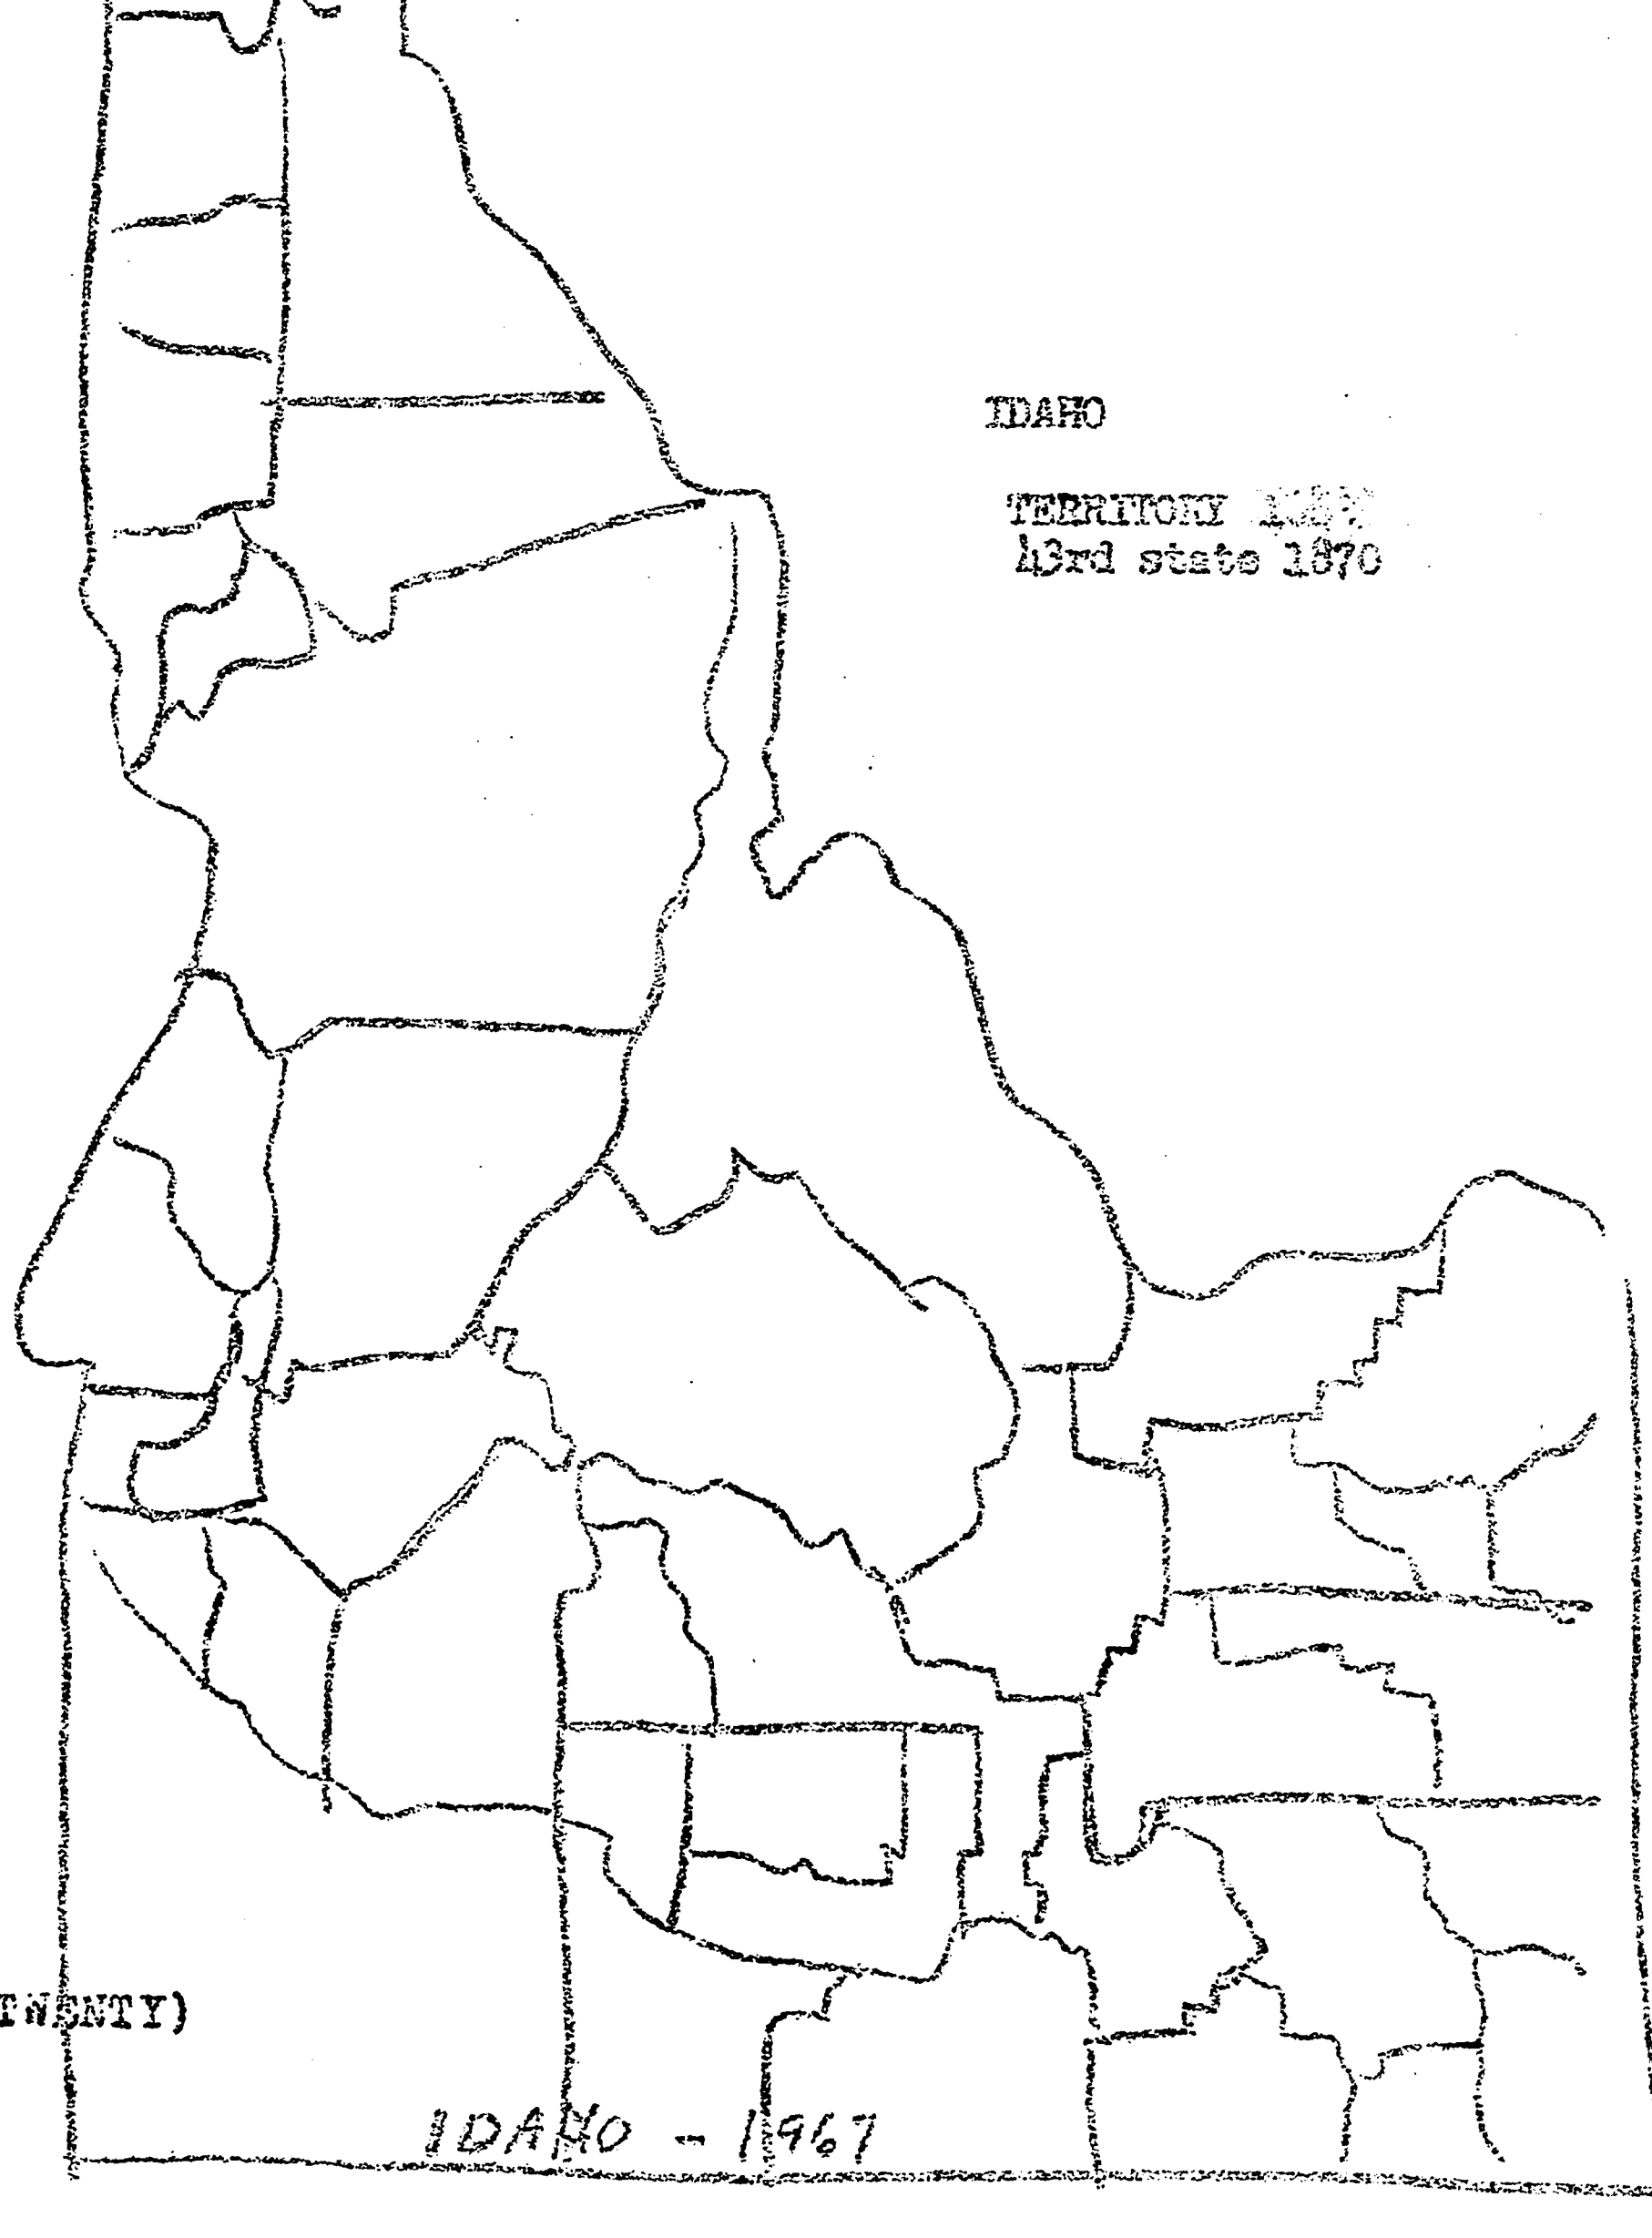 IDAHO
TERRITORY
43rd state 1870
TWENTY)
IDAHO - 1967